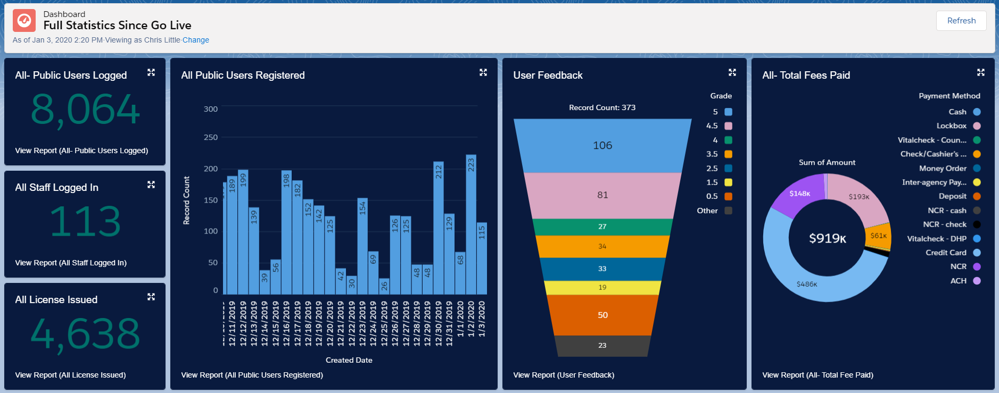 Dashboard
Full Statistics Since Go Live
As of Jan 3, 2020 2:20 PM·Viewing as Chris Little·Change
Refresh
All- Public Users Logged
8,064
View Report (All- Public Users Logged)
All Staff Logged In
113
View Report (All Staff Logged In)
All License Issued
4,638
View Report (All License Issued)
All Public Users Registered
300
250
200
150
100
50
0
Record Count
189
199
139
39
56
198
182
152
142
125
42
30
154
69
26
126
125
48
48
212
129
68
223
115
12/11/2019
12/12/2019
12/13/2019
12/14/2019
12/15/2019
12/16/2019
12/17/2019
12/18/2019
12/19/2019
12/20/2019
12/21/2019
12/22/2019
12/23/2019
12/24/2019
12/25/2019
12/26/2019
12/27/2019
12/28/2019
12/29/2019
12/30/2019
12/31/2019
1/1/2020
1/2/2020
1/3/2020
Created Date
View Report (All Public Users Registered)
User Feedback
Record Count: 373
106
81
27
34
33
19
50
23
Grade
5
4.5
4
3.5
2.5
1.5
0.5
Other
View Report (User Feedback)
All- Total Fees Paid
Payment Method
Cash
Lockbox
Vitalcheck - Coun...
Check/Cashier's ...
Money Order
Inter-agency Pay...
Deposit
NCR - cash
NCR - check
Vitalcheck - DHP
Credit Card
NCR
ACH
Sum of Amount
$148K
$193K
$61K
$919K
$486K
View Report (All- Total Fee Paid)